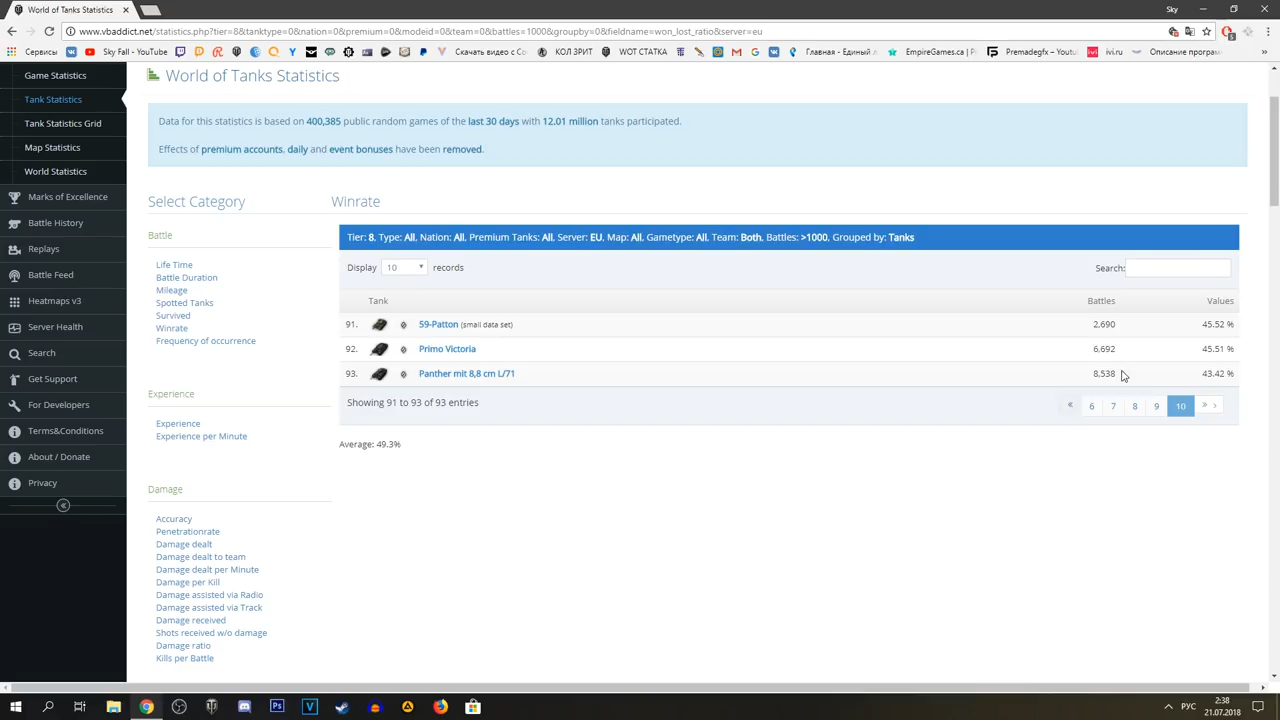 World of Tanks Statistics
Sky
www.vbaddict.net/statistics.php?tier=8&tanktype=0&nation=0&premium=0&modeid=0&team=0&battles=1000&groupby=0&fieldname=won_lost_ratio&server=eu
Сервисы
Sky Fall - YouTube
Скачать видео с Со
КОЛ ЗРИТ
WOT СТАТКА
Главная - Единый
EmpireGames.ca |
Premadegfx – Youtu
ivi.ru
Описание програм
Game Statistics
Tank Statistics
Tank Statistics Grid
Map Statistics
World Statistics
Marks of Excellence
Battle History
Replays
Battle Feed
Heatmaps v3
Server Health
Search
Get Support
For Developers
Terms&Conditions
About / Donate
Privacy
World of Tanks Statistics
Data for this statistics is based on 400,385 public random games of the last 30 days with 12.01 million tanks participated.
Effects of premium accounts, daily and event bonuses have been removed.
Select Category
Battle
Life Time
Battle Duration
Mileage
Spotted Tanks
Survived
Winrate
Frequency of occurrence
Experience
Experience
Experience per Minute
Damage
Accuracy
Penetrationrate
Damage dealt
Damage dealt to team
Damage dealt per Minute
Damage per Kill
Damage assisted via Radio
Damage assisted via Track
Damage received
Shots received w/o damage
Damage ratio
Kills per Battle
Winrate
Tier: 8, Type: All, Nation: All, Premium Tanks: All, Server: EU, Map: All, Gametype: All, Team: Both, Battles: >1000, Grouped by: Tanks
Display 10 records
Search:
Tank Battles Values
91. 59-Patton (small data set) 2,690 45.52 %
92. Primo Victoria 6,692 45.51 %
93. Panther mit 8,8 cm L/71 8,538 43.42 %
Showing 91 to 93 of 93 entries
« 6 7 8 9 10 » ›
Average: 49.3%
РУС
2:38
21.07.2018